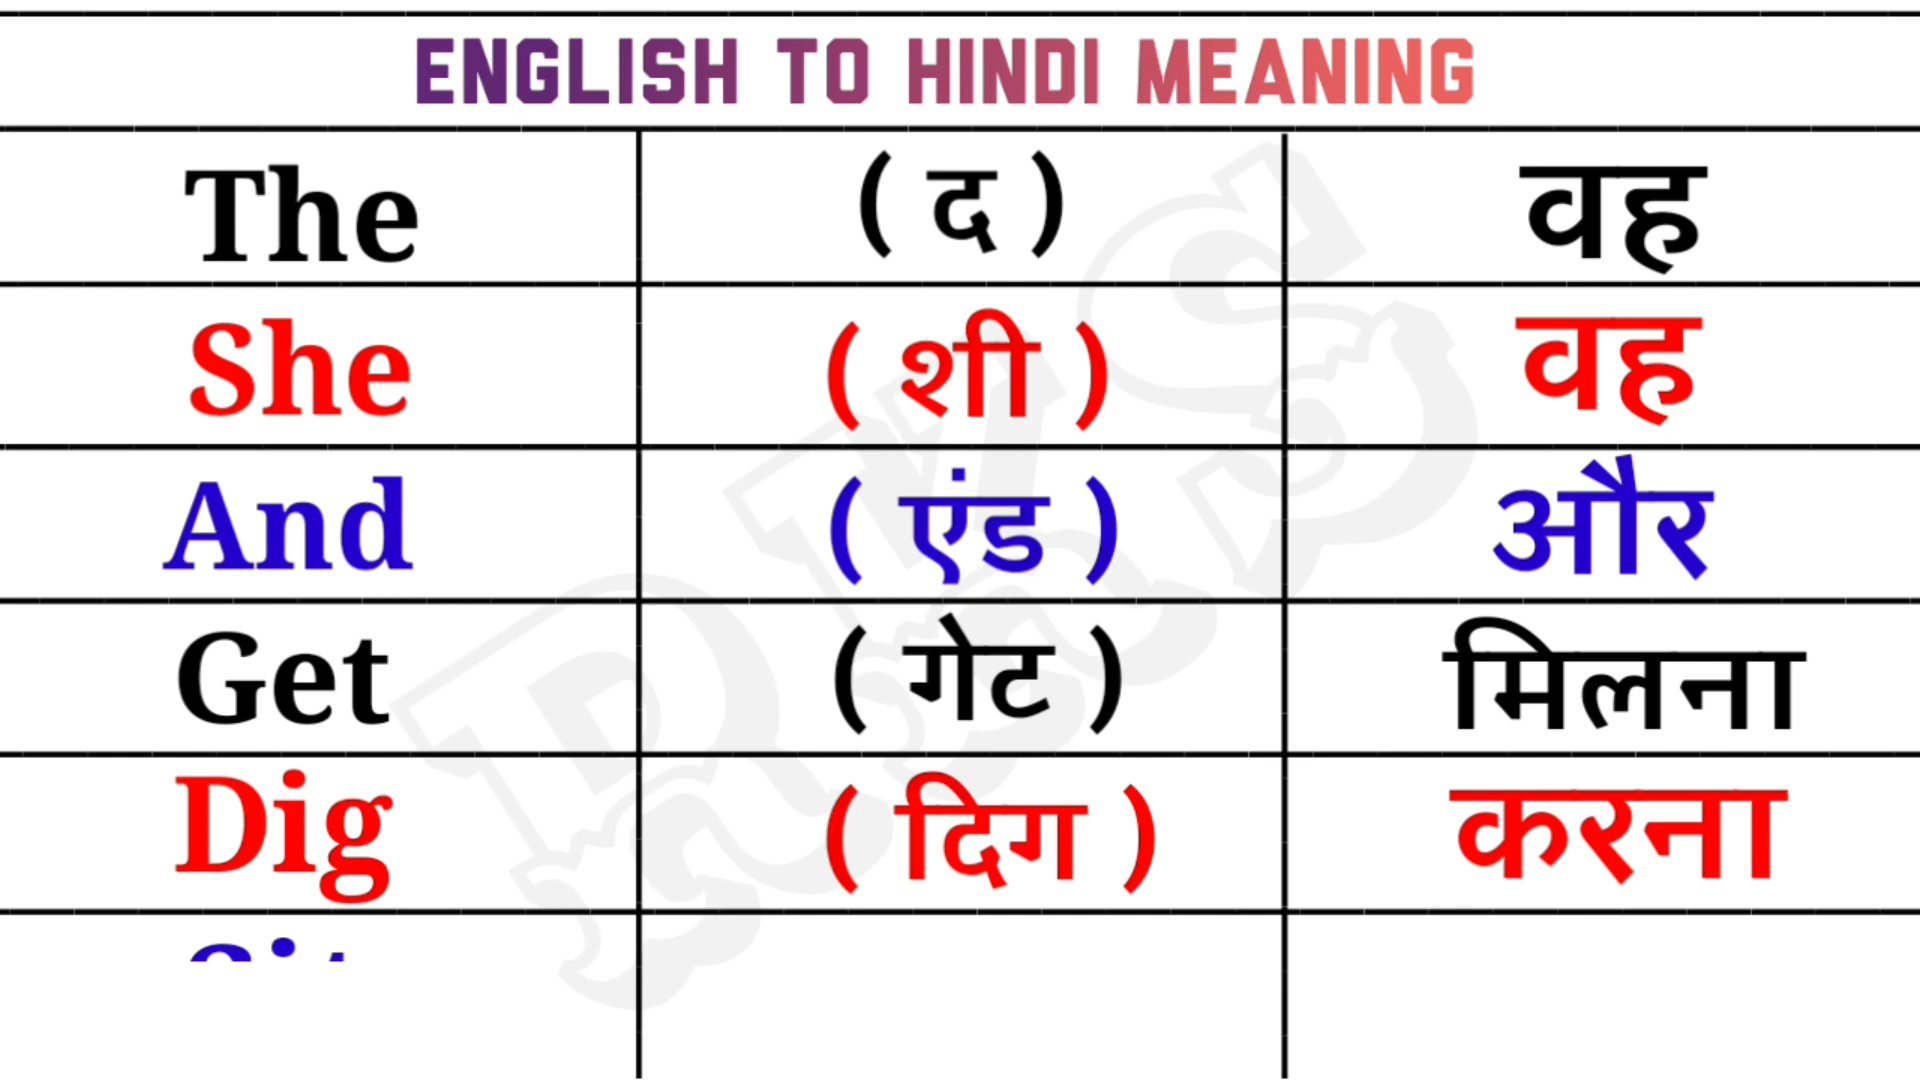 ENGLISH TO HINDI MEANING
The ( द ) वह
She ( शी ) वह
And ( एंड ) और
Get ( गेट ) मिलना
Dig ( दिग ) करना